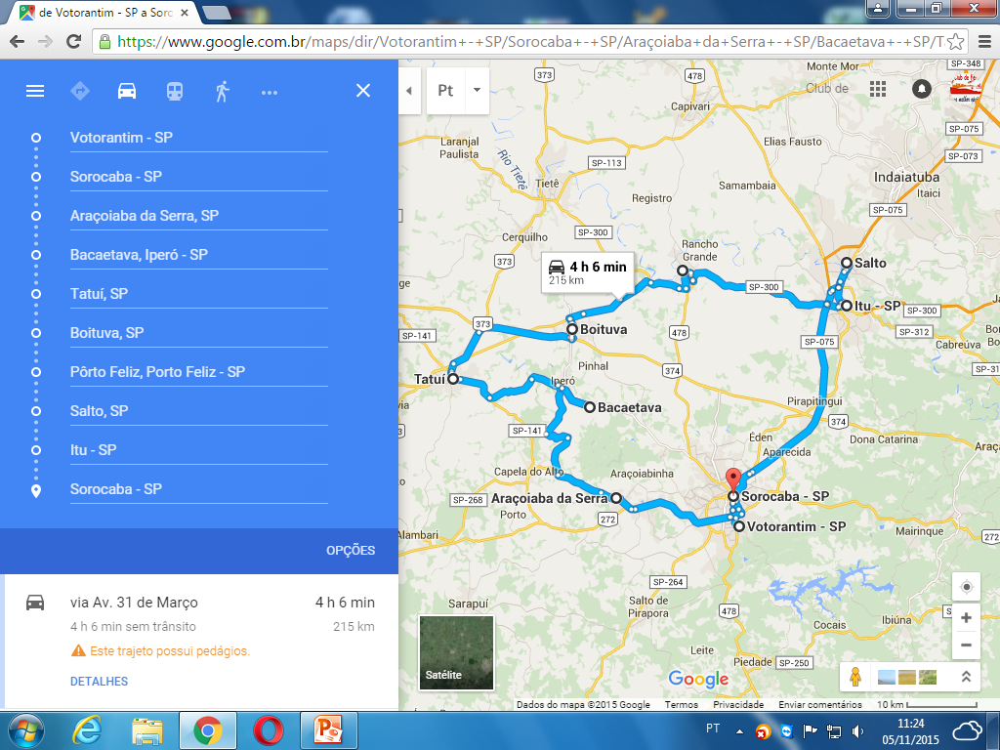 de Votorantim - SP a Soro
https://www.google.com.br/maps/dir/Votorantim+-+SP/Sorocaba+-+SP/Araçoiaba+da+Serra+-+SP/Bacaetava+-+SP/T
Votorantim - SP
Sorocaba - SP
Araçoiaba da Serra, SP
Bacaetava, Iperó - SP
Tatuí, SP
Boituva, SP
Pôrto Feliz, Porto Feliz - SP
Salto, SP
Itu - SP
Sorocaba - SP
OPÇÕES
via Av. 31 de Março
4 h 6 min
4 h 6 min sem trânsito
215 km
Este trajeto possui pedágios.
DETALHES
Pt
Clube de
373
478
Monte Mor
SP-348
Capivari
SP-075
Laranjal
Paulista
Rio Tietê
Elias Fausto
SP-073
SP-113
Indaiatuba
Itaici
Tietê
Samambaia
Registro
SP-075
SP-300
Cerquilho
Rancho
Grande
373
4 h 6 min
215 km
Salto
SP-300
Itu - SP
SP-300
373
SP-141
Boituva
478
SP-312
SP-075
Cabreúva
Pinhal
374
SP-31
Tatuí
Iperó
Bacaetava
Pirapitingui
374
SP-141
Éden
Dona Catarina
Aparecida
Capela do Alto
Araçoiabinha
SP-268
Araçoiaba da Serra
Sorocaba - SP
Porto
272
Votorantim - SP
Alambari
Mairinque
272
SP-264
Sarapuí
Salto de
Pirapora
478
Cocais
Ibiúna
Leite
Piedade
SP-250
Satélite
Google
Dados do mapa ©2015 Google
Termos
Privacidade
Enviar comentários
10 km
PT
11:24
05/11/2015